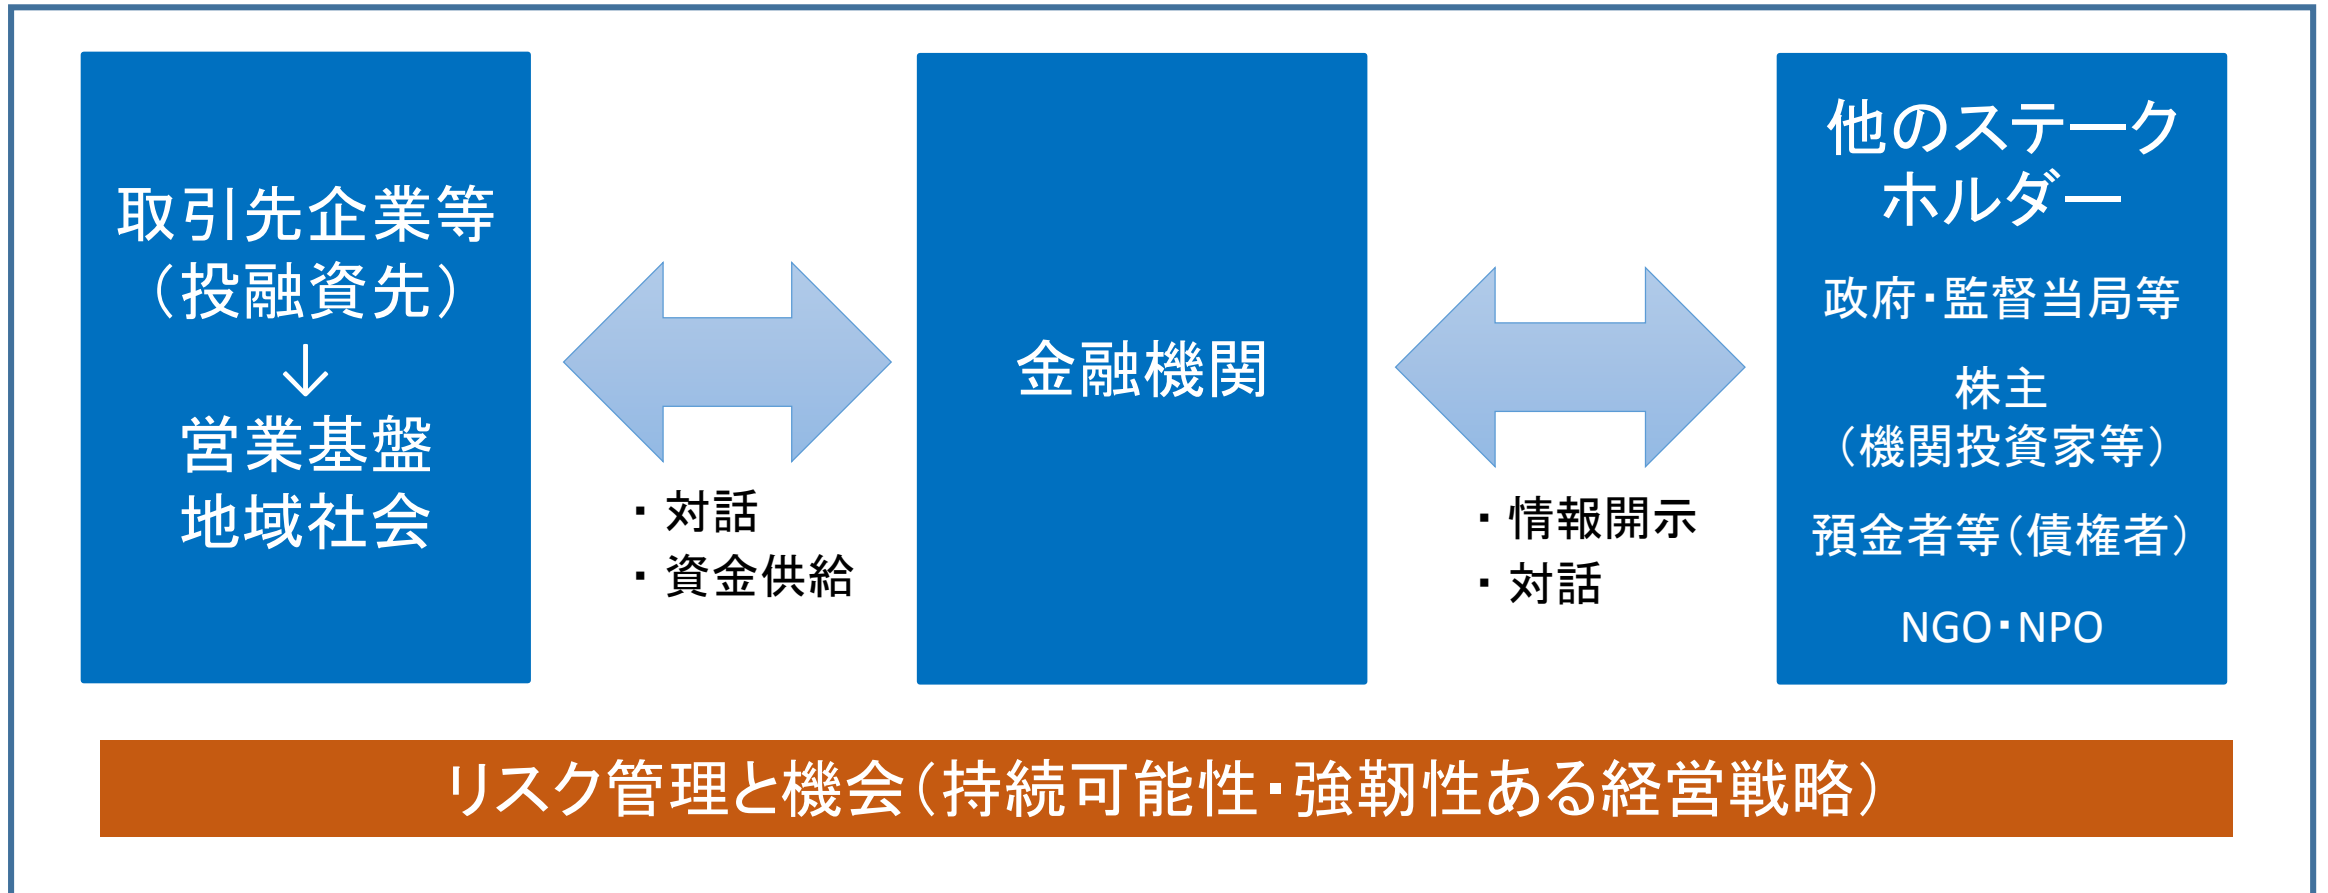 取引先企業等
（投融資先）
↓
営業基盤
地域社会
・対話
・資金供給
金融機関
・情報開示
・対話
他のステーク
ホルダー
政府・監督当局等
株主
（機関投資家等）
預金者等（債権者）
NGO・NPO
リスク管理と機会（持続可能性・強靭性ある経営戦略）